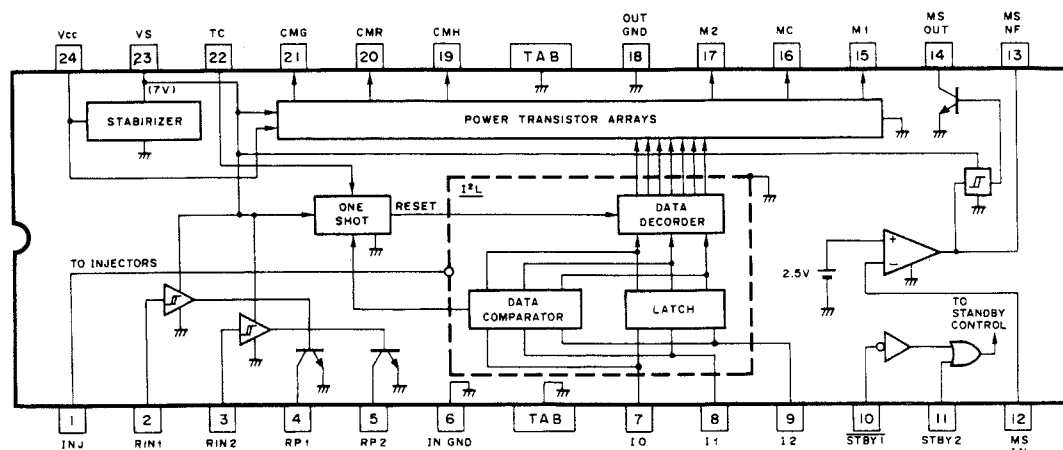 Vcc VS TC CMG CMR CMH OUT GND M2 MC M1 MS OUT MS NF
24 23 22 21 20 19 TAB 18 17 16 15 14 13
(7V)
STABIRIZER
POWER TRANSISTOR ARRAYS
I²L
ONE SHOT
RESET
DATA DECORDER
TO INJECTORS
+
−
2.5V
DATA COMPARATOR
LATCH
TO STANDBY CONTROL
1 2 3 4 5 6 TAB 7 8 9 10 11 12
INJ RIN1 RIN2 RP1 RP2 IN GND I0 I1 I2 STBY1 STBY2 MS